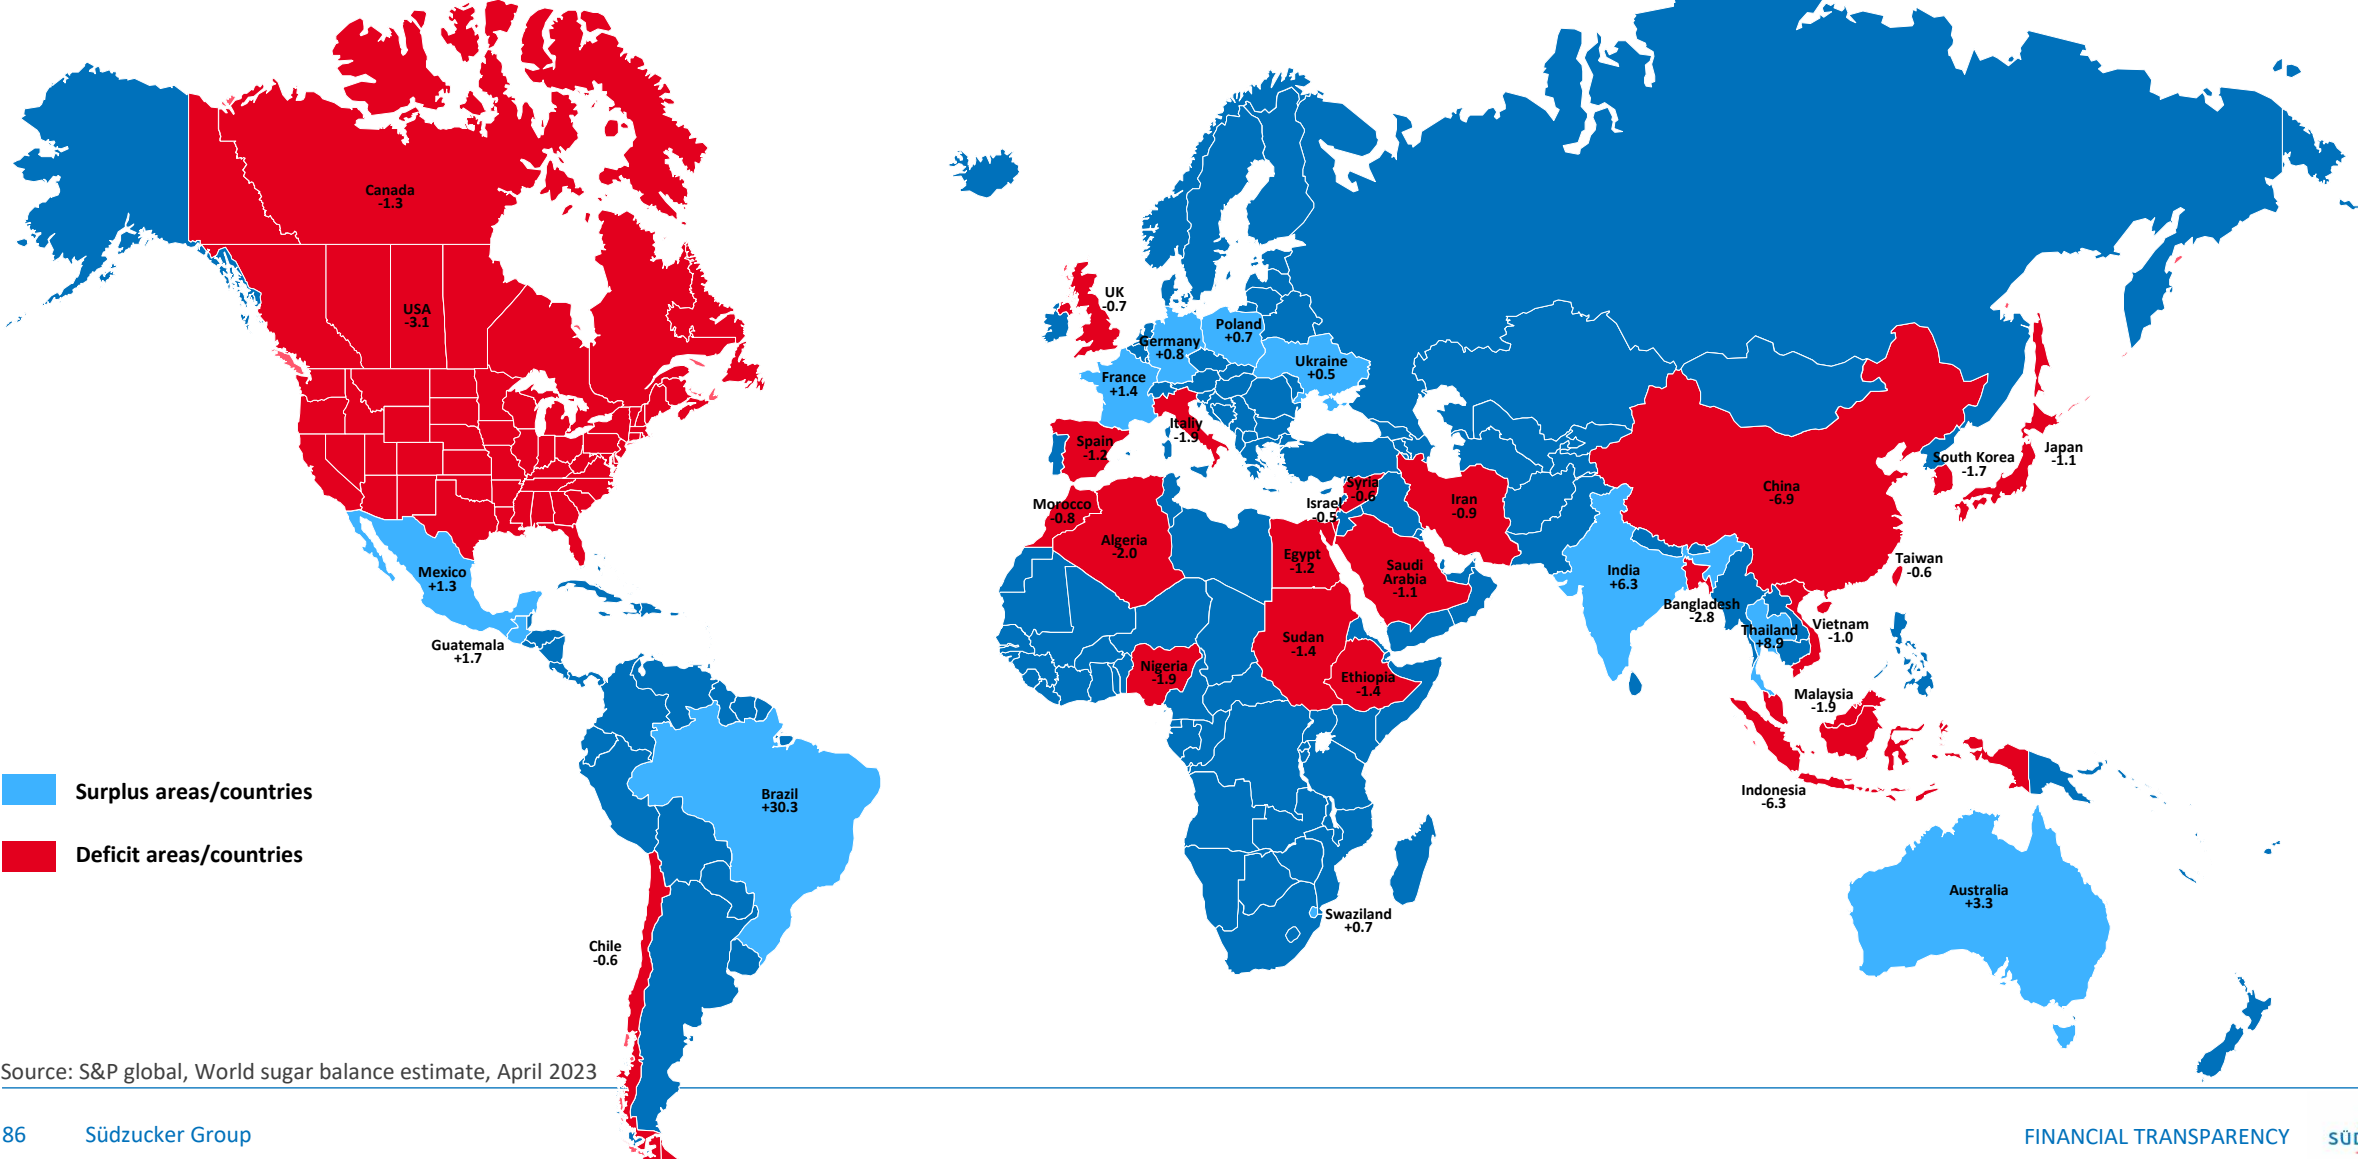 Canada
-1.3
USA
-3.1
Mexico
+1.3
Guatemala
+1.7
Brazil
+30.3
Chile
-0.6
UK
-0.7
Poland
+0.7
Germany
+0.8
Ukraine
+0.5
France
+1.4
Italiy
-1.9
Spain
-1.2
Morocco
-0.8
Algeria
-2.0
Syria
-0.6
Israel
-0.5
Iran
-0.9
Egypt
-1.2
Saudi
Arabia
-1.1
Sudan
-1.4
Nigeria
-1.9
Ethiopia
-1.4
Swaziland
+0.7
China
-6.9
South Korea
-1.7
Japan
-1.1
Taiwan
-0.6
India
+6.3
Bangladesh
-2.8
Thailand
+8.9
Vietnam
-1.0
Malaysia
-1.9
Indonesia
-6.3
Australia
+3.3
Surplus areas/countries
Deficit areas/countries
Source: S&P global, World sugar balance estimate, April 2023
86 Südzucker Group
FINANCIAL TRANSPARENCY